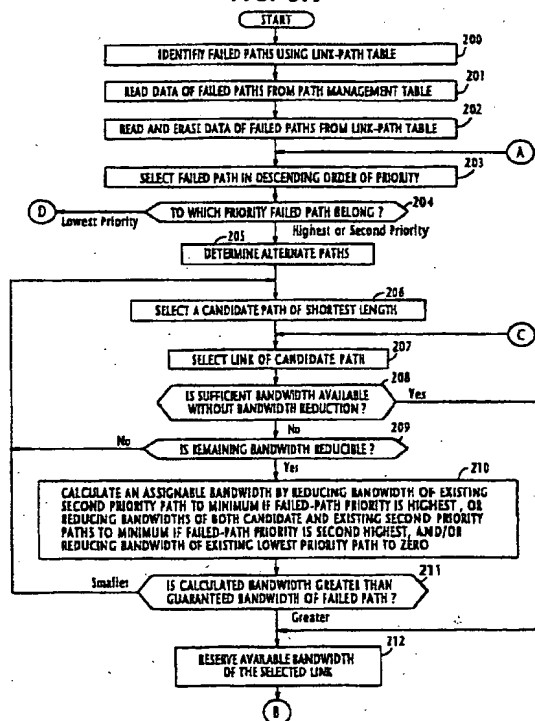 START
200
IDENTIFY FAILED PATHS USING LINK-PATH TABLE
201
READ DATA OF FAILED PATHS FROM PATH MANAGEMENT TABLE
202
READ AND ERASE DATA OF FAILED PATHS FROM LINK-PATH TABLE
A
203
SELECT FAILED PATH IN DESCENDING ORDER OF PRIORITY
204
D
TO WHICH PRIORITY FAILED PATH BELONG ?
Lowest Priority
Highest or Second Priority
205
DETERMINE ALTERNATE PATHS
206
SELECT A CANDIDATE PATH OF SHORTEST LENGTH
C
207
SELECT LINK OF CANDIDATE PATH
208
IS SUFFICIENT BANDWIDTH AVAILABLE
WITHOUT BANDWIDTH REDUCTION ?
Yes
No
209
No
IS REMAINING BANDWIDTH REDUCIBLE ?
Yes
210
CALCULATE AN ASSIGNABLE BANDWIDTH BY REDUCING BANDWIDTH OF EXISTING
SECOND PRIORITY PATH TO MINIMUM IF FAILED-PATH PRIORITY IS HIGHEST, OR
REDUCING BANDWIDTHS OF BOTH CANDIDATE AND EXISTING SECOND PRIORITY
PATHS TO MINIMUM IF FAILED-PATH PRIORITY IS SECOND HIGHEST, AND/OR
REDUCING BANDWIDTH OF EXISTING LOWEST PRIORITY PATH TO ZERO
211
Smaller
IS CALCULATED BANDWIDTH GREATER THAN
GUARANTEED BANDWIDTH OF FAILED PATH ?
Greater
212
RESERVE AVAILABLE BANDWIDTH
OF THE SELECTED LINK
B